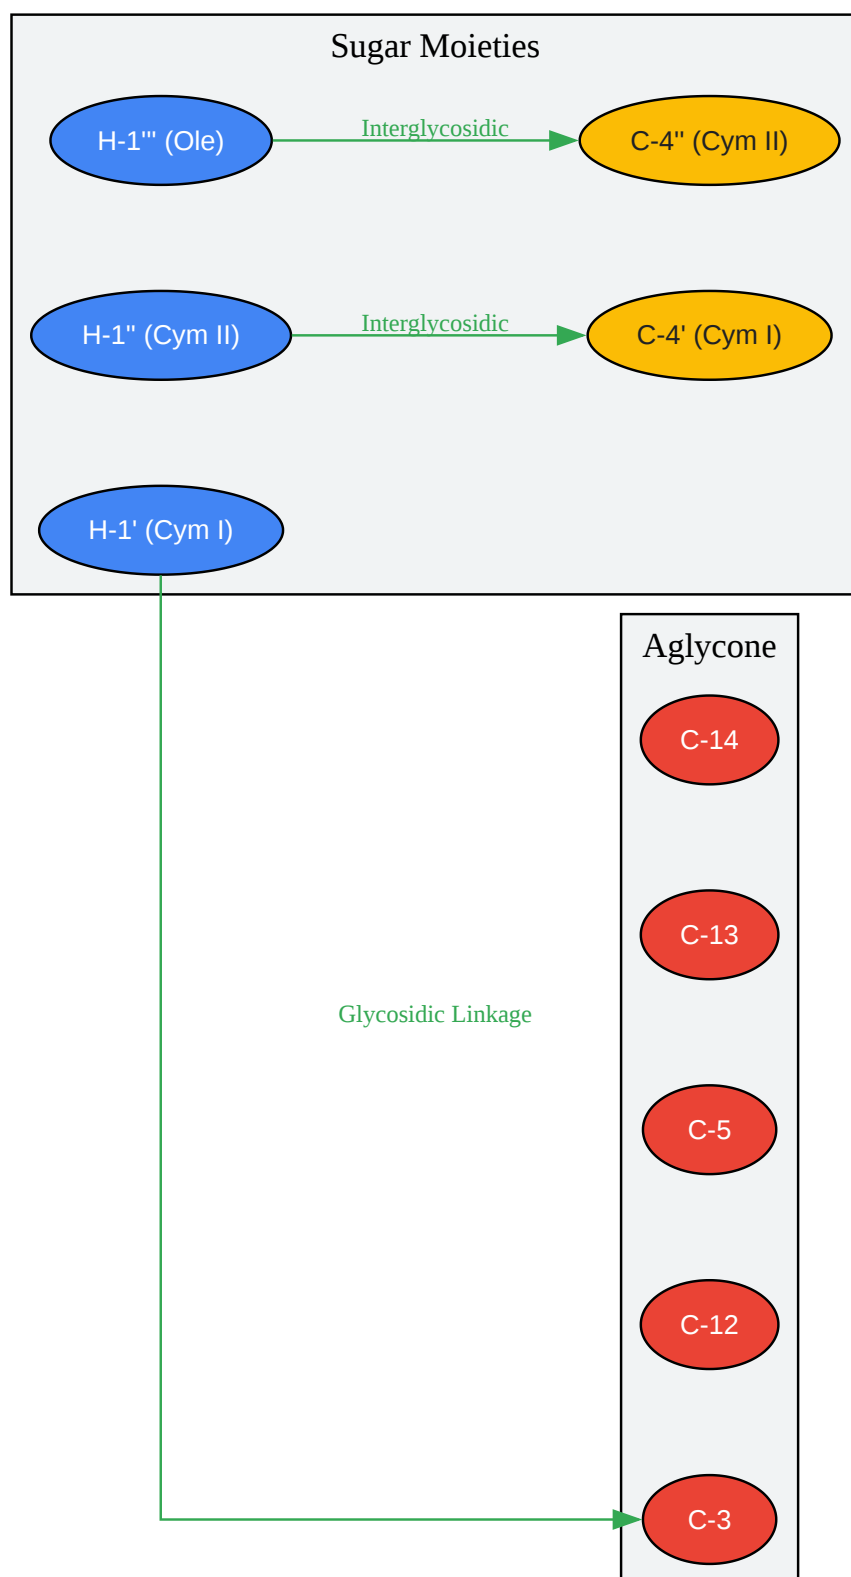 Sugar Moieties
H-1''' (Ole)
Interglycosidic
C-4'' (Cym II)
H-1'' (Cym II)
Interglycosidic
C-4' (Cym I)
H-1' (Cym I)
Aglycone
C-14
C-13
Glycosidic Linkage
C-5
C-12
C-3